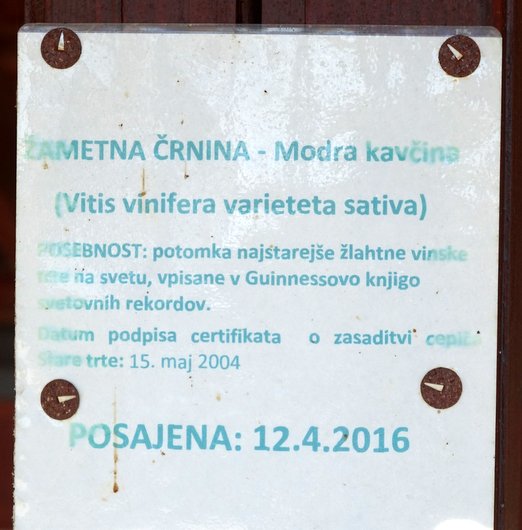 ŽAMETNA ČRNINA - Modra kavčina
(Vitis vinifera varieteta sativa)
POSEBNOST: potomka najstarejše žlahtne vinske
trte na svetu, vpisane v Guinnessovo knjigo
svetovnih rekordov.
Datum podpisa certifikata o zasaditvi cepiča
Stare trte: 15. maj 2004
POSAJENA: 12.4.2016